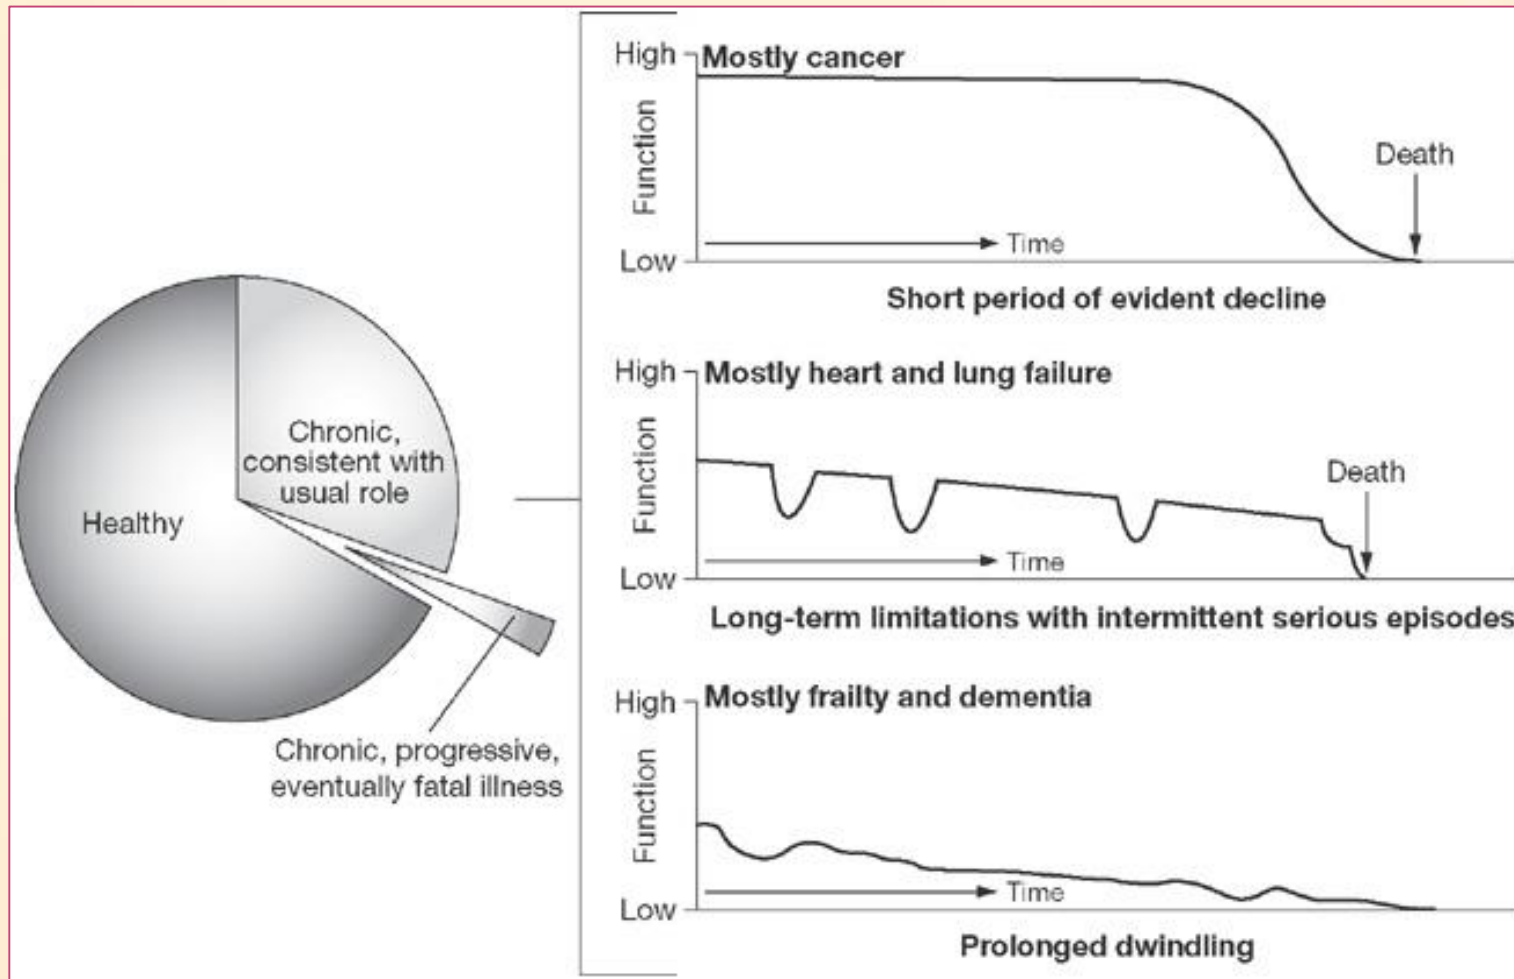 Healthy
Chronic,
consistent with
usual role
Chronic, progressive,
eventually fatal illness
High
Mostly cancer
Function
Death
Time
Low
Short period of evident decline
High
Mostly heart and lung failure
Function
Death
Time
Low
Long-term limitations with intermittent serious episodes
High
Mostly frailty and dementia
Function
Time
Low
Prolonged dwindling